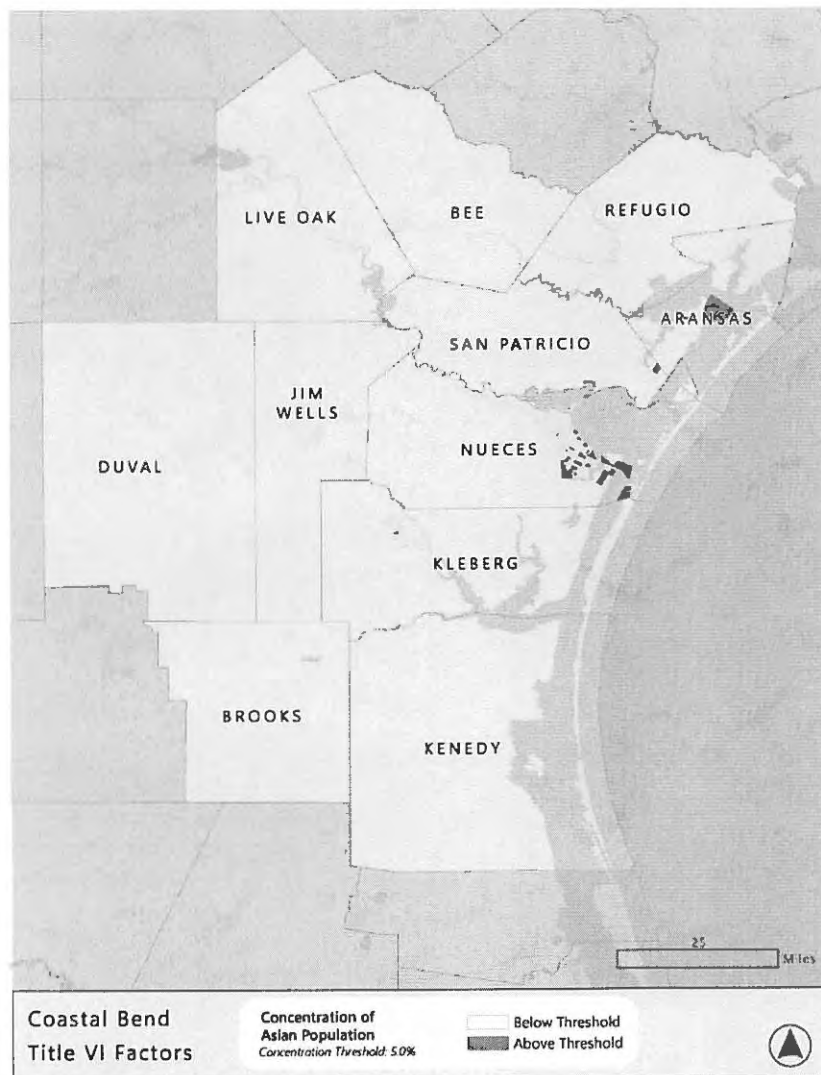 LIVE OAK
BEE
REFUGIO
ARANSAS
SAN PATRICIO
JIM
WELLS
NUECES
DUVAL
KLEBERG
BROOKS
KENEDY
25
Miles
Coastal Bend
Title VI Factors
Concentration of
Asian Population
Concentration Threshold: 5.0%
Below Threshold
Above Threshold